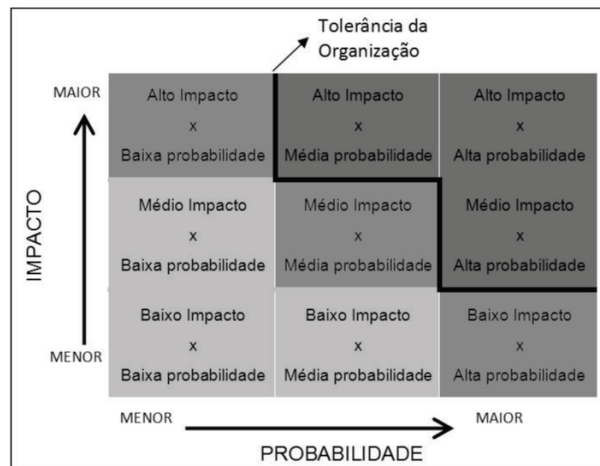 Tolerância da
Organização
MAIOR
IMPACTO
MENOR
Alto Impacto
x
Baixa probabilidade
Alto Impacto
x
Média probabilidade
Alto Impacto
x
Alta probabilidade
Médio Impacto
x
Baixa probabilidade
Médio Impacto
x
Média probabilidade
Médio Impacto
x
Alta probabilidade
Baixo Impacto
x
Baixa probabilidade
Baixo Impacto
x
Média probabilidade
Baixo Impacto
x
Alta probabilidade
MENOR
MAIOR
PROBABILIDADE